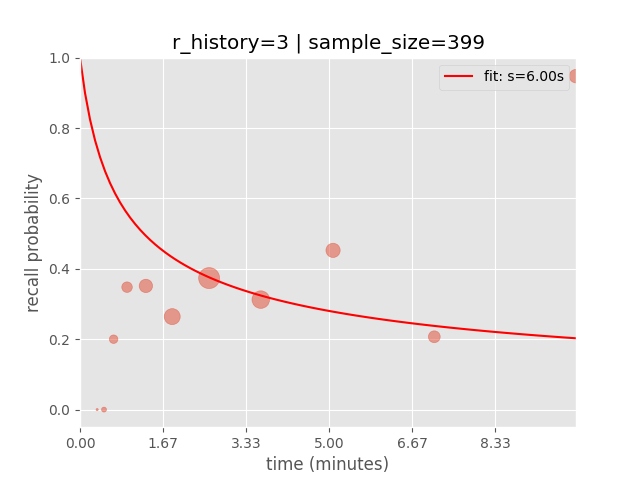 r_history=3 | sample_size=399
fit: s=6.00s
1.0
0.8
0.6
0.4
0.2
0.0
recall probability
0.00 1.67 3.33 5.00 6.67 8.33
time (minutes)